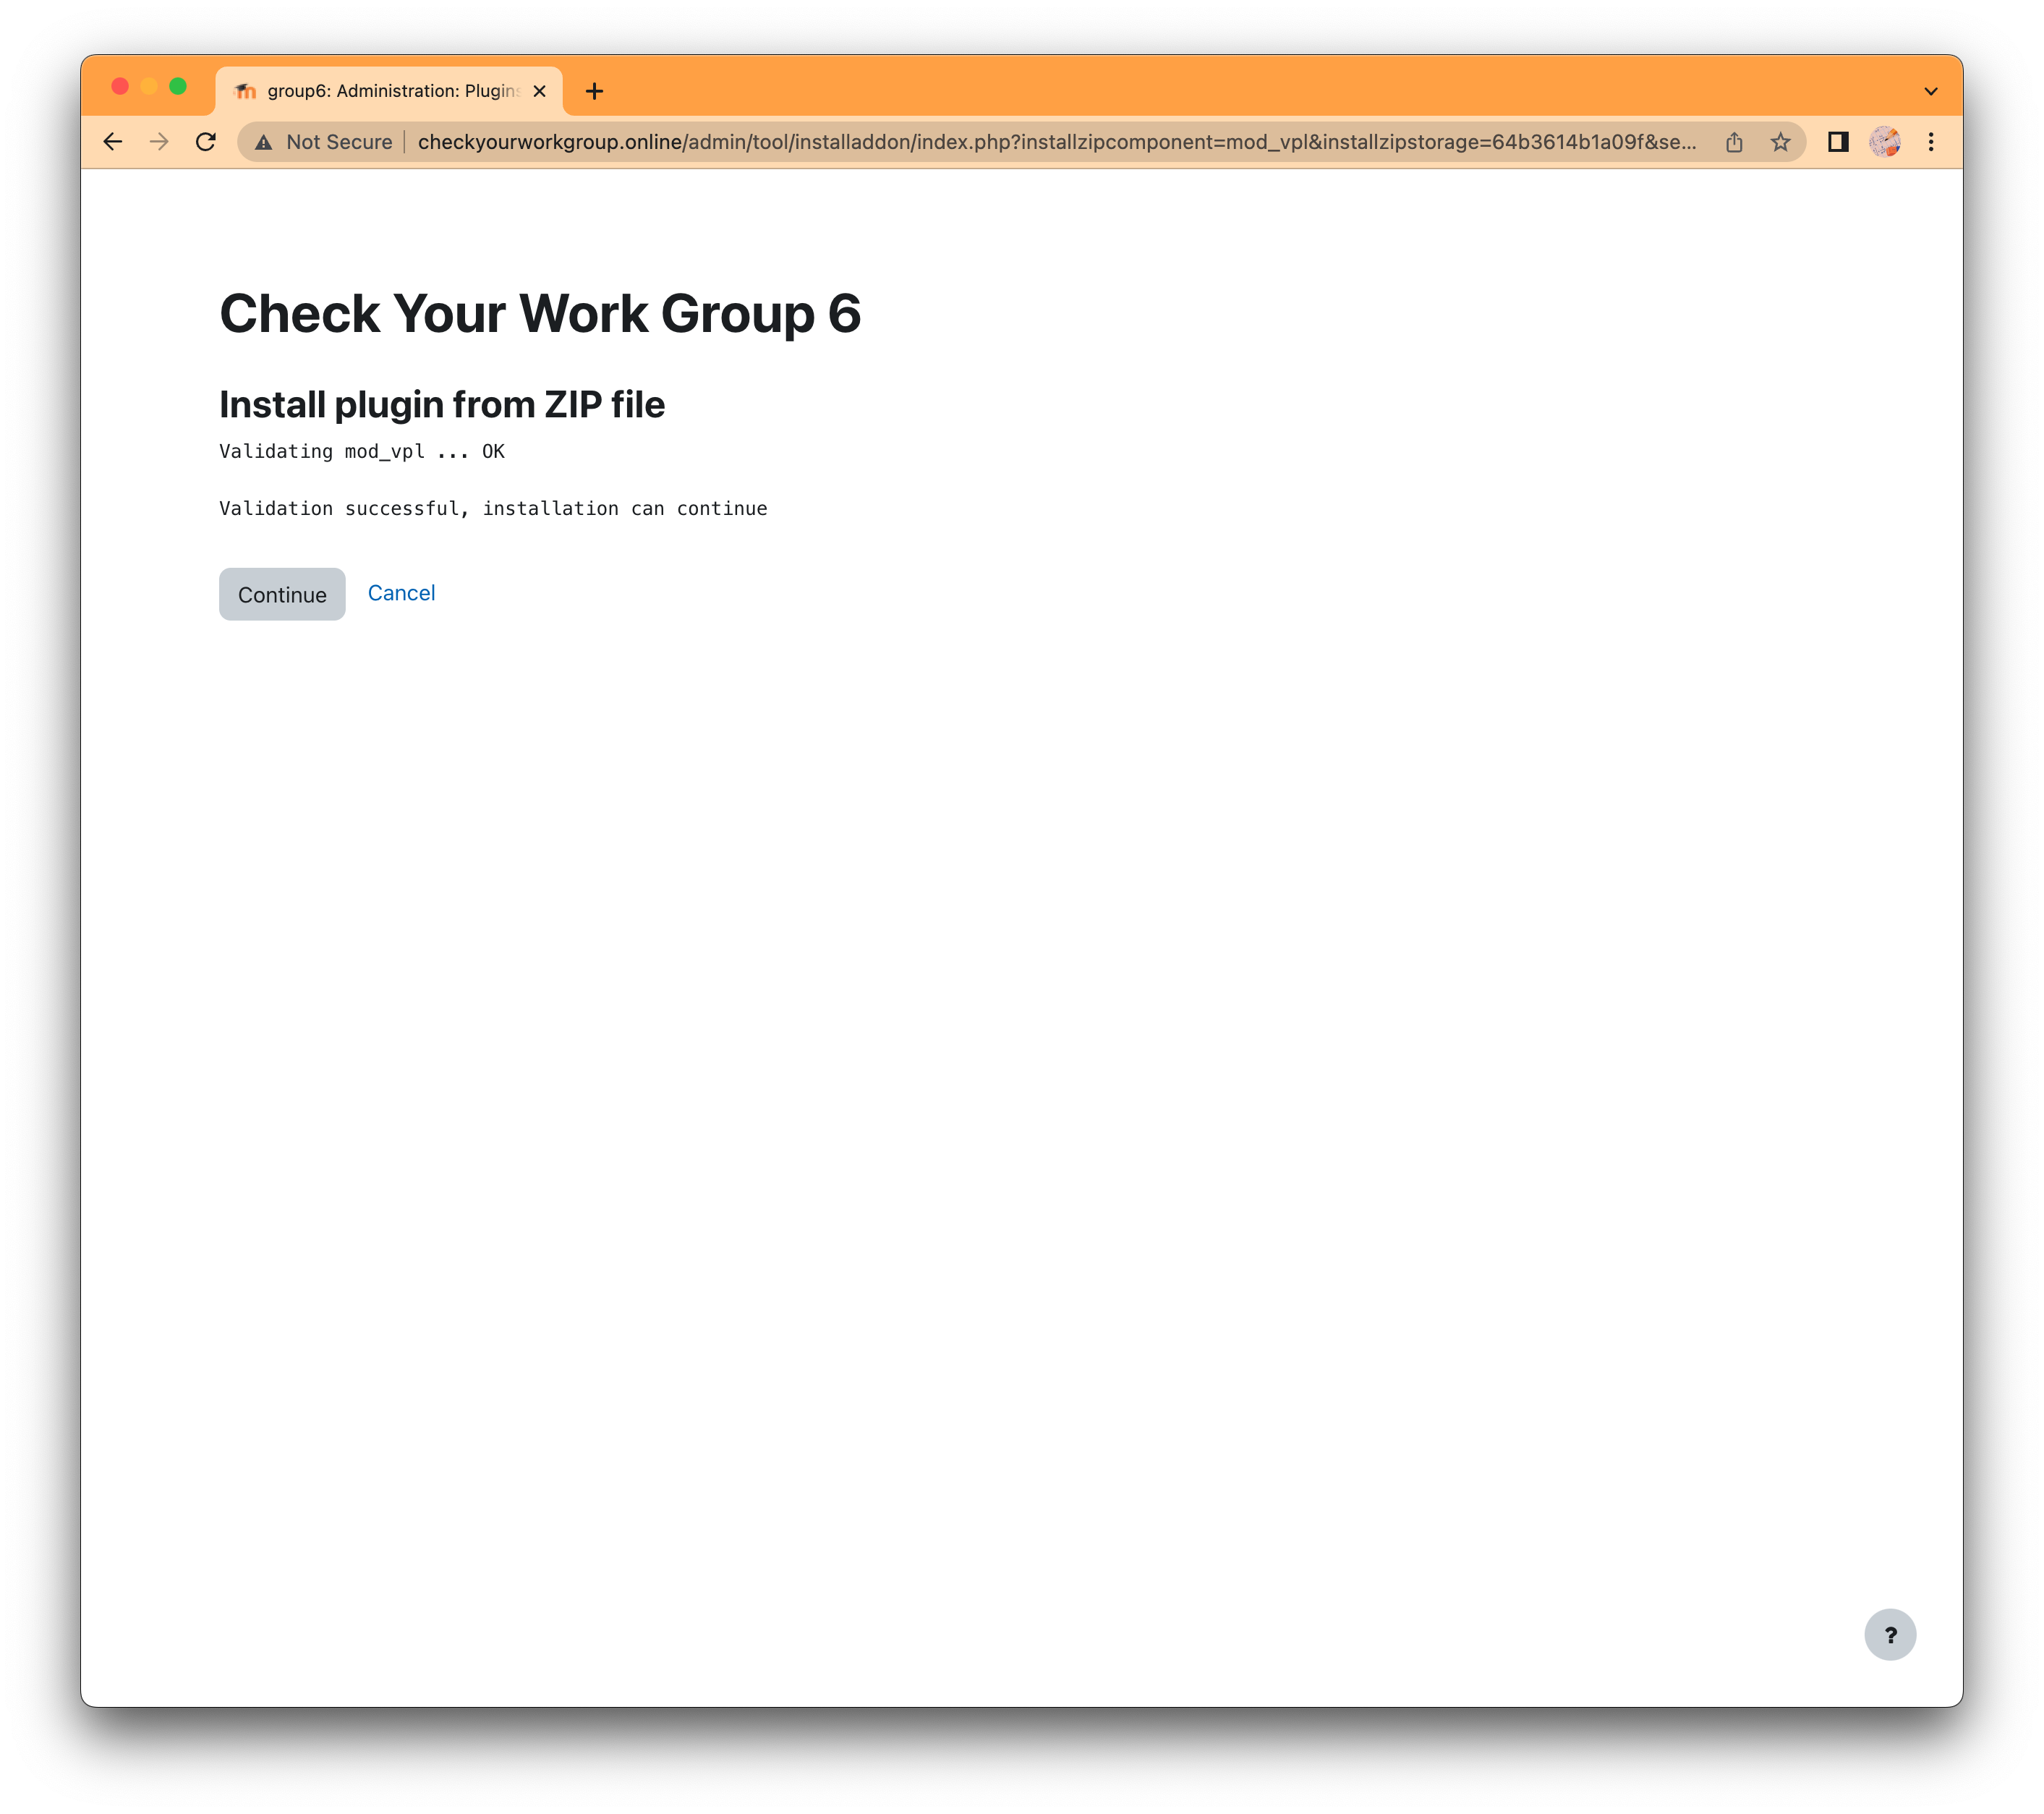 group6: Administration: Plugins
Not Secure
checkyourworkgroup.online/admin/tool/installaddon/index.php?installzipcomponent=mod_vpl&installzipstorage=64b3614b1a09f&se...
Check Your Work Group 6
Install plugin from ZIP file
Validating mod_vpl ... OK
Validation successful, installation can continue
Continue Cancel
?